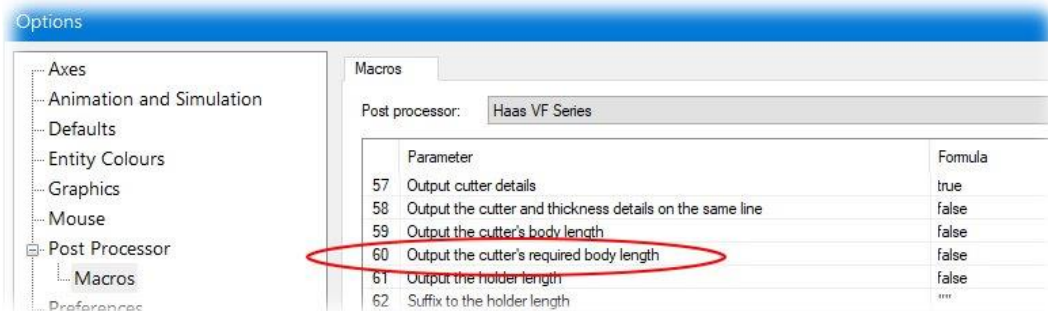 Options
Axes
Animation and Simulation
Defaults
Entity Colours
Graphics
Mouse
Post Processor
Macros
Preferences
Macros
Post processor: Haas VF Series
Parameter Formula
57 Output cutter details true
58 Output the cutter and thickness details on the same line false
59 Output the cutter's body length false
60 Output the cutter's required body length false
61 Output the holder length false
62 Suffix to the holder length ""